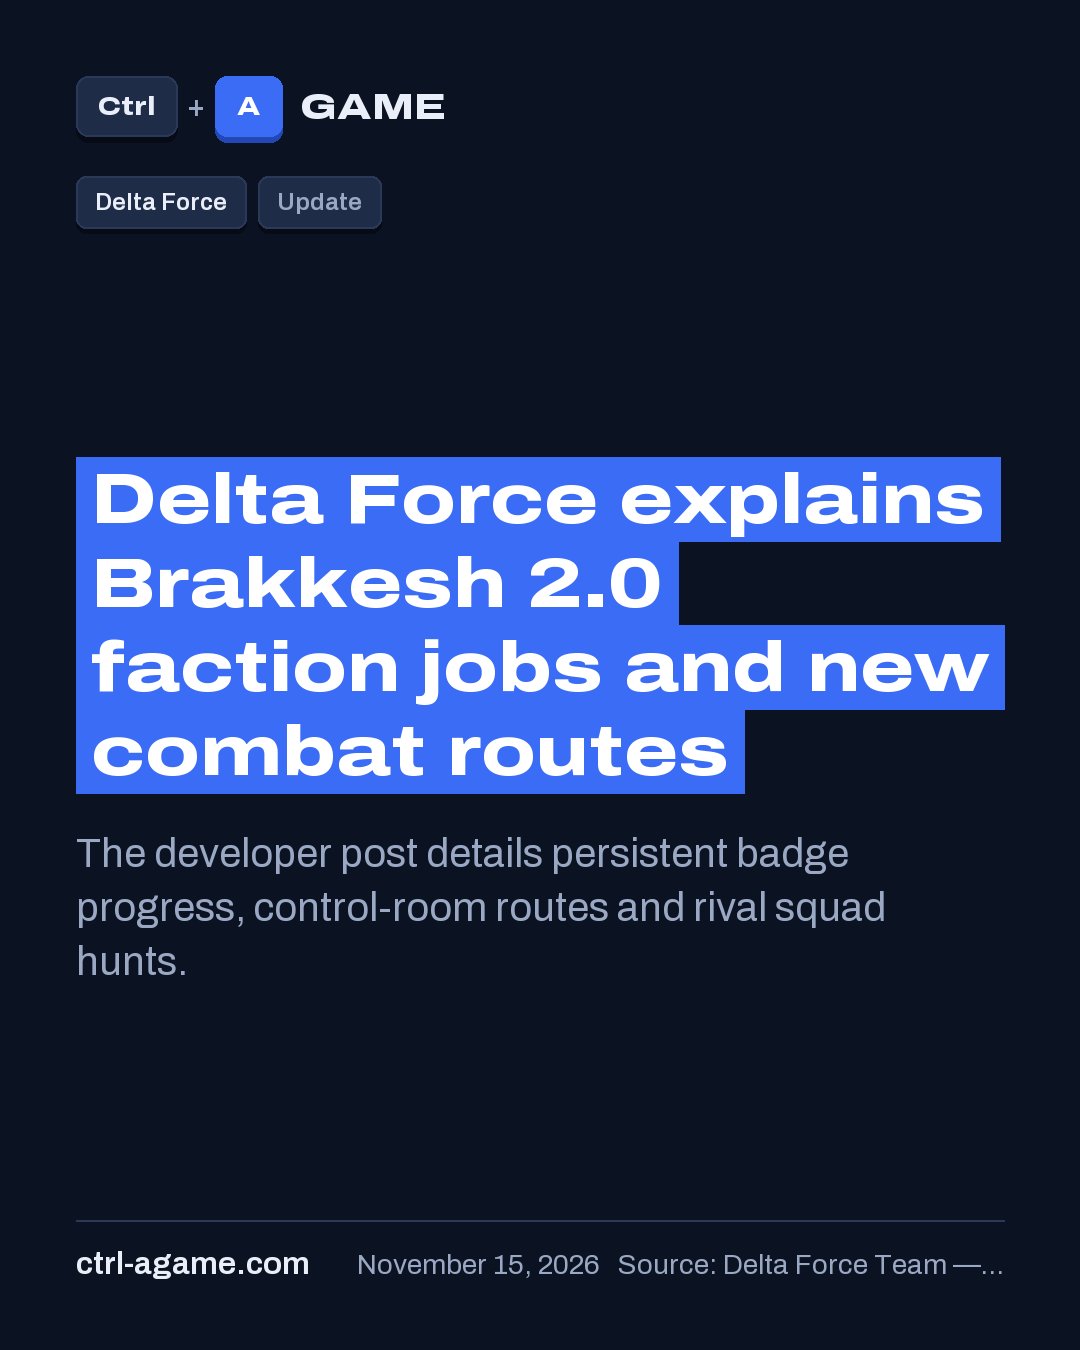 Ctrl + A GAME
Delta Force Update
Delta Force explains
Brakkesh 2.0
faction jobs and new
combat routes
The developer post details persistent badge
progress, control-room routes and rival squad
hunts.
ctrl-agame.com November 15, 2026 Source: Delta Force Team —...